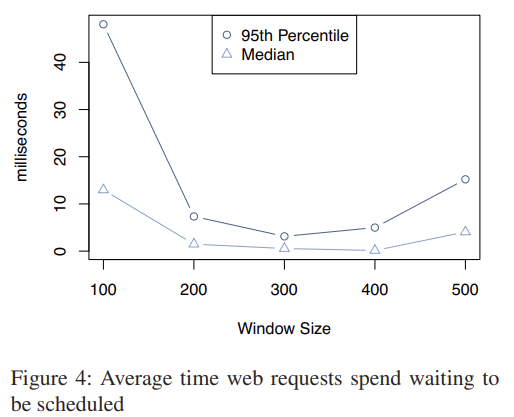 95th Percentile
Median
milliseconds
40
30
20
10
0
100 200 300 400 500
Window Size
Figure 4: Average time web requests spend waiting to
be scheduled